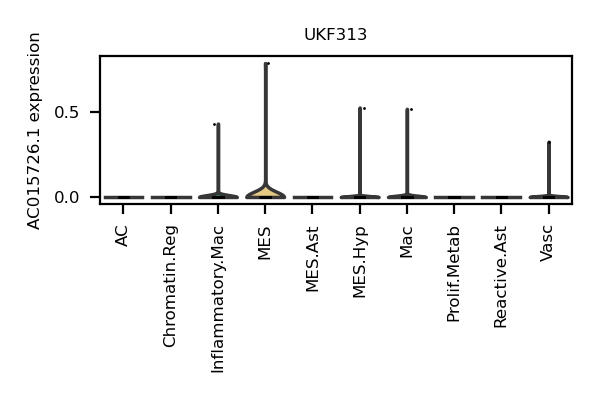 UKF313
AC015726.1 expression
0.5
0.0
AC
Chromatin.Reg
Inflammatory.Mac
MES
MES.Ast
MES.Hyp
Mac
Prolif.Metab
Reactive.Ast
Vasc